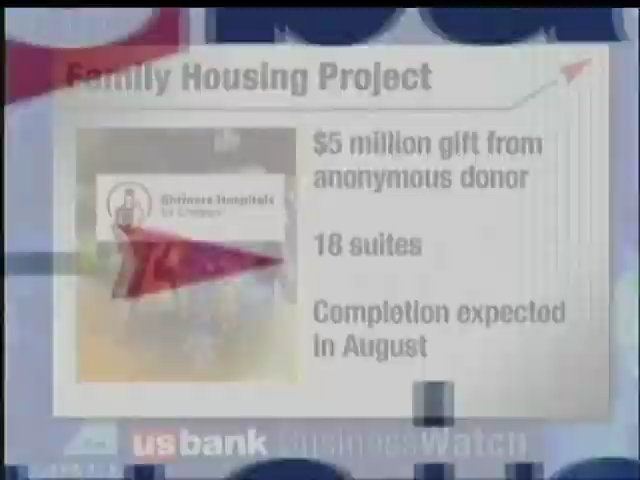 Family Housing Project
$5 million gift from
anonymous donor
Shriners Hospitals
for Children
18 suites
Completion expected
in August
usbank BusinessWatch